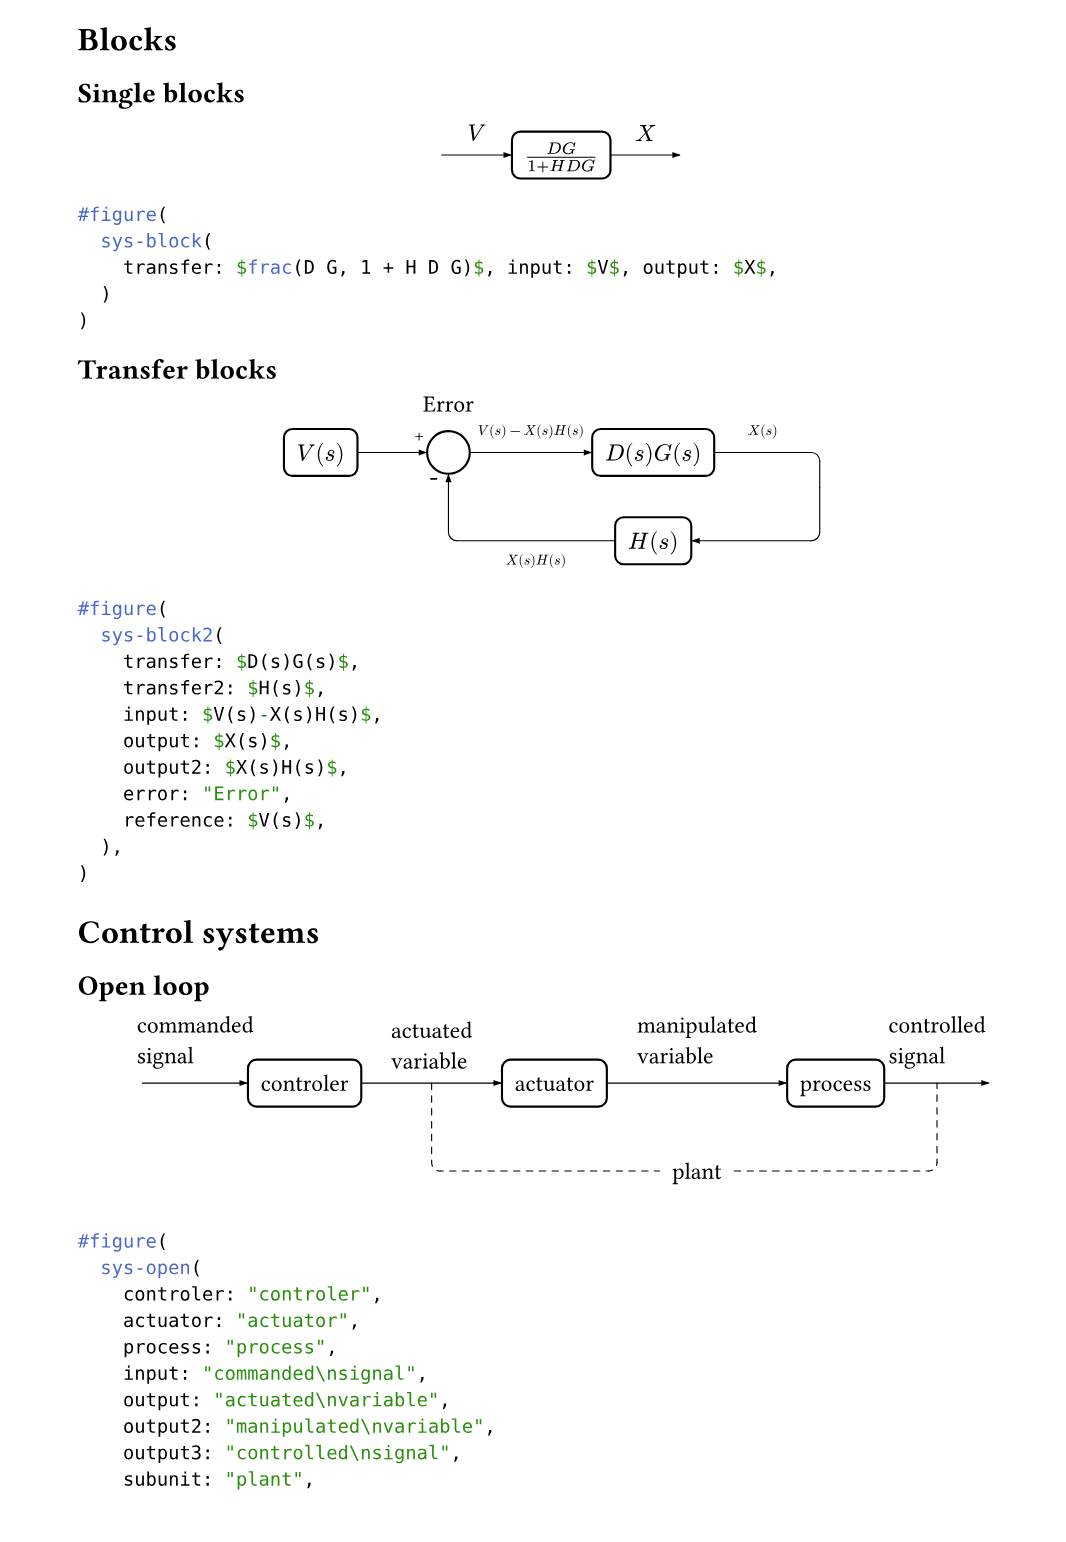 Blocks
Single blocks
V
X
DG
1+HDG
#figure(
  sys-block(
    transfer: $frac(D G, 1 + H D G)$, input: $V$, output: $X$,
  )
)
Transfer blocks
Error
+
V(s) − X(s)H(s)
X(s)
V(s)
D(s)G(s)
-
H(s)
X(s)H(s)
#figure(
  sys-block2(
    transfer: $D(s)G(s)$,
    transfer2: $H(s)$,
    input: $V(s)-X(s)H(s)$,
    output: $X(s)$,
    output2: $X(s)H(s)$,
    error: "Error",
    reference: $V(s)$,
  ),
)
Control systems
Open loop
commanded
signal
actuated
variable
manipulated
variable
controlled
signal
controler
actuator
process
plant
#figure(
  sys-open(
    controler: "controler",
    actuator: "actuator",
    process: "process",
    input: "commanded\nsignal",
    output: "actuated\nvariable",
    output2: "manipulated\nvariable",
    output3: "controlled\nsignal",
    subunit: "plant",